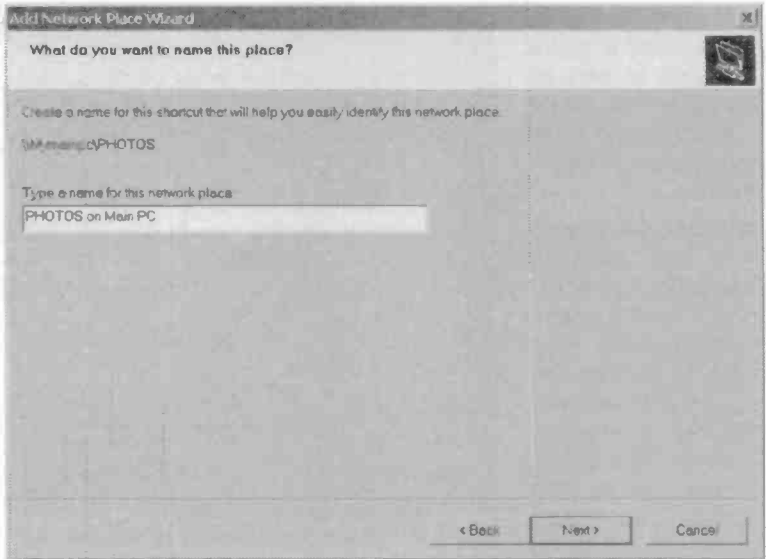 Add Network Place Wizard
What do you want to name this place?
Create a name for this shortcut that will help you easily identify this network place.
\PHOTOS
Type a name for this network place:
PHOTOS on Main PC
< Back
Next >
Cancel